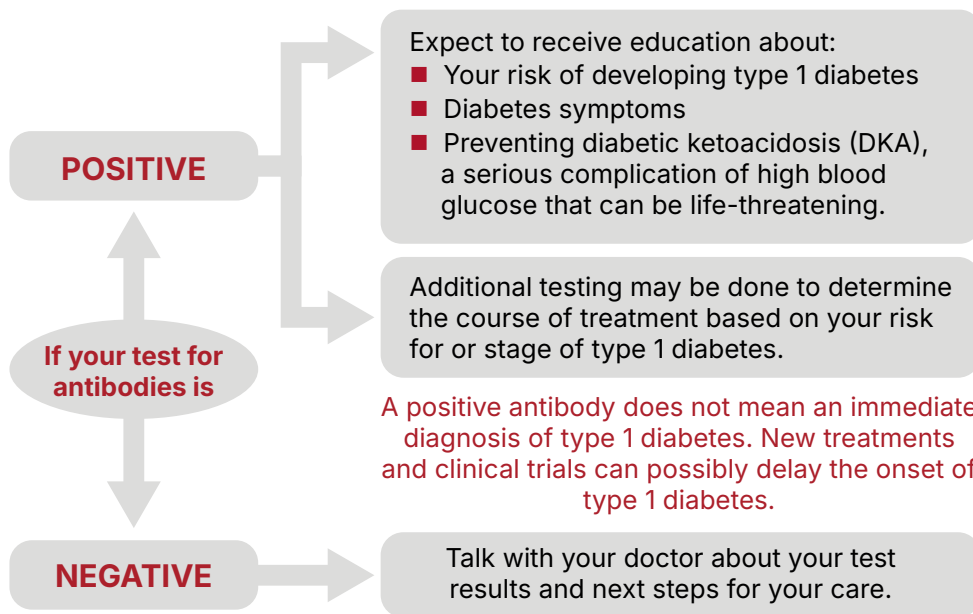 Expect to receive education about:
■ Your risk of developing type 1 diabetes
■ Diabetes symptoms
■ Preventing diabetic ketoacidosis (DKA),
a serious complication of high blood
glucose that can be life-threatening.
POSITIVE
Additional testing may be done to determine
the course of treatment based on your risk
for or stage of type 1 diabetes.
If your test for
antibodies is
A positive antibody does not mean an immediate
diagnosis of type 1 diabetes. New treatments
and clinical trials can possibly delay the onset of
type 1 diabetes.
NEGATIVE
Talk with your doctor about your test
results and next steps for your care.